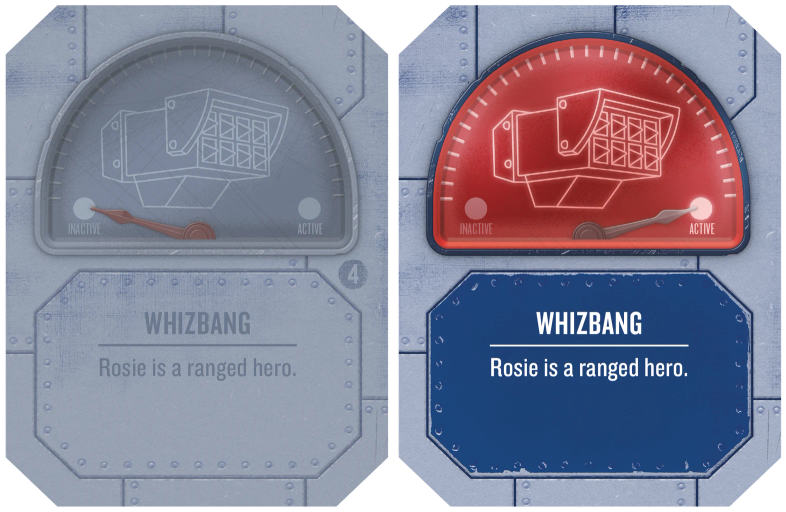 INACTIVE
ACTIVE
4
WHIZBANG
Rosie is a ranged hero.
INACTIVE
ACTIVE
WHIZBANG
Rosie is a ranged hero.